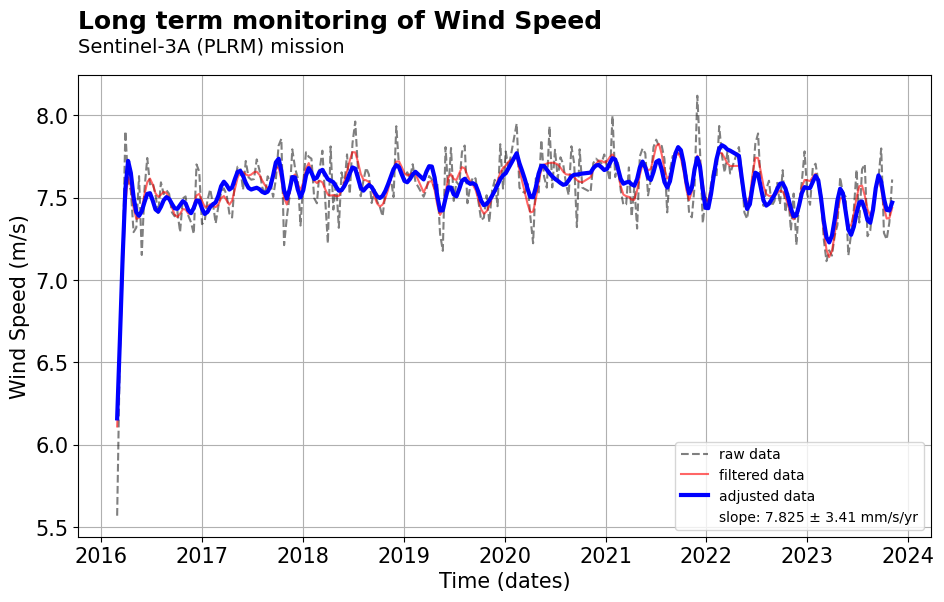 Long term monitoring of Wind Speed
Sentinel-3A (PLRM) mission
Wind Speed (m/s)
8.0
7.5
7.0
6.5
6.0
5.5
raw data
filtered data
adjusted data
slope: 7.825 ± 3.41 mm/s/yr
2016 2017 2018 2019 2020 2021 2022 2023 2024
Time (dates)